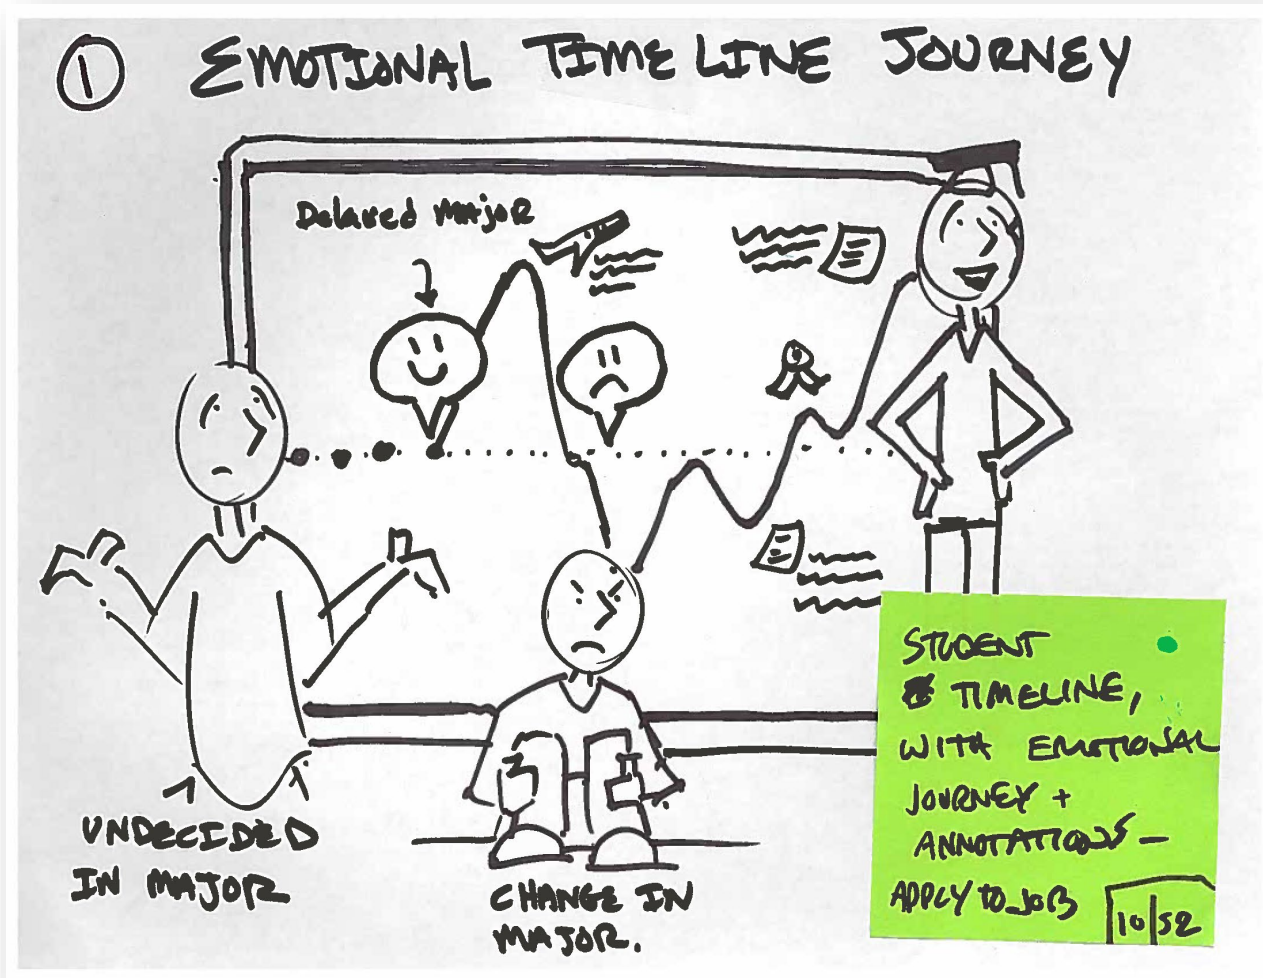 1 EMOTIONAL TIMELINE JOURNEY
Delared Major
UNDECIDED
IN MAJOR
CHANGE IN
MAJOR.
STUDENT
TIMELINE,
WITH EMOTIONAL
JOURNEY +
ANNOTATIONS –
APPLY TO JOB
10/52